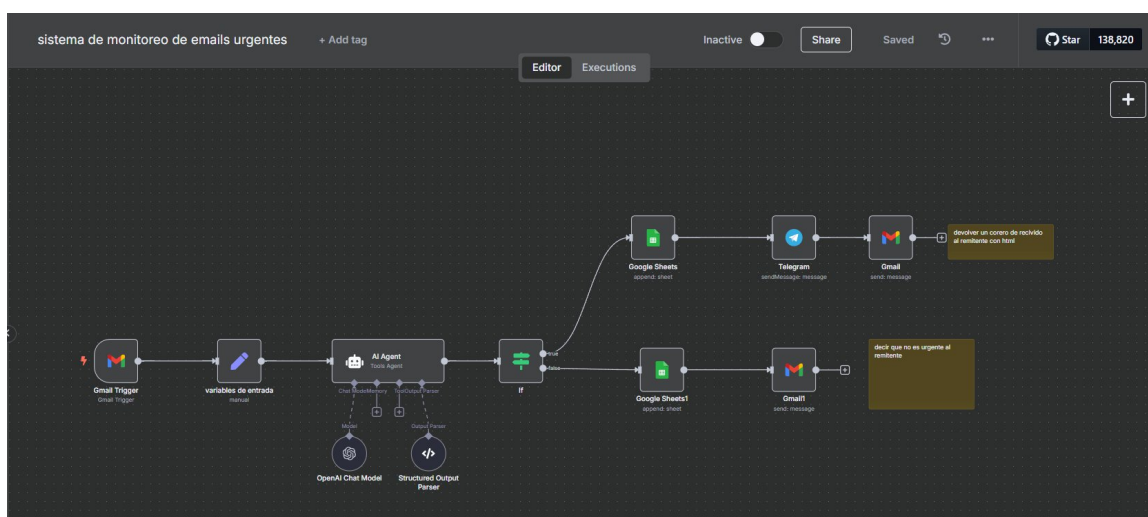 sistema de monitoreo de emails urgentes
+ Add tag
Inactive
Share
Saved
Star
138,820
Editor
Executions
Google Sheets
append: sheet
Telegram
sendMessage: message
Gmail
send: message
devolver un corero de recivido
al remitente con html
Gmail Trigger
Gmail Trigger
variables de entrada
manual
AI Agent
Tools Agent
Chat Model
Memory
Tool
Output Parser
Model
Output Parser
OpenAI Chat Model
Structured Output
Parser
If
true
false
Google Sheets1
append: sheet
Gmail1
send: message
decir que no es urgente al
remitente